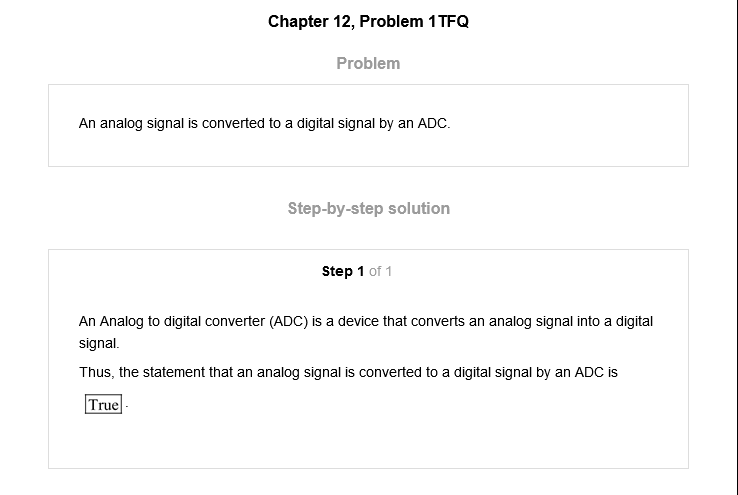 Chapter 12, Problem 1TFQ
Problem
An analog signal is converted to a digital signal by an ADC.
Step-by-step solution
Step 1 of 1
An Analog to digital converter (ADC) is a device that converts an analog signal into a digital
signal.
Thus, the statement that an analog signal is converted to a digital signal by an ADC is
True.